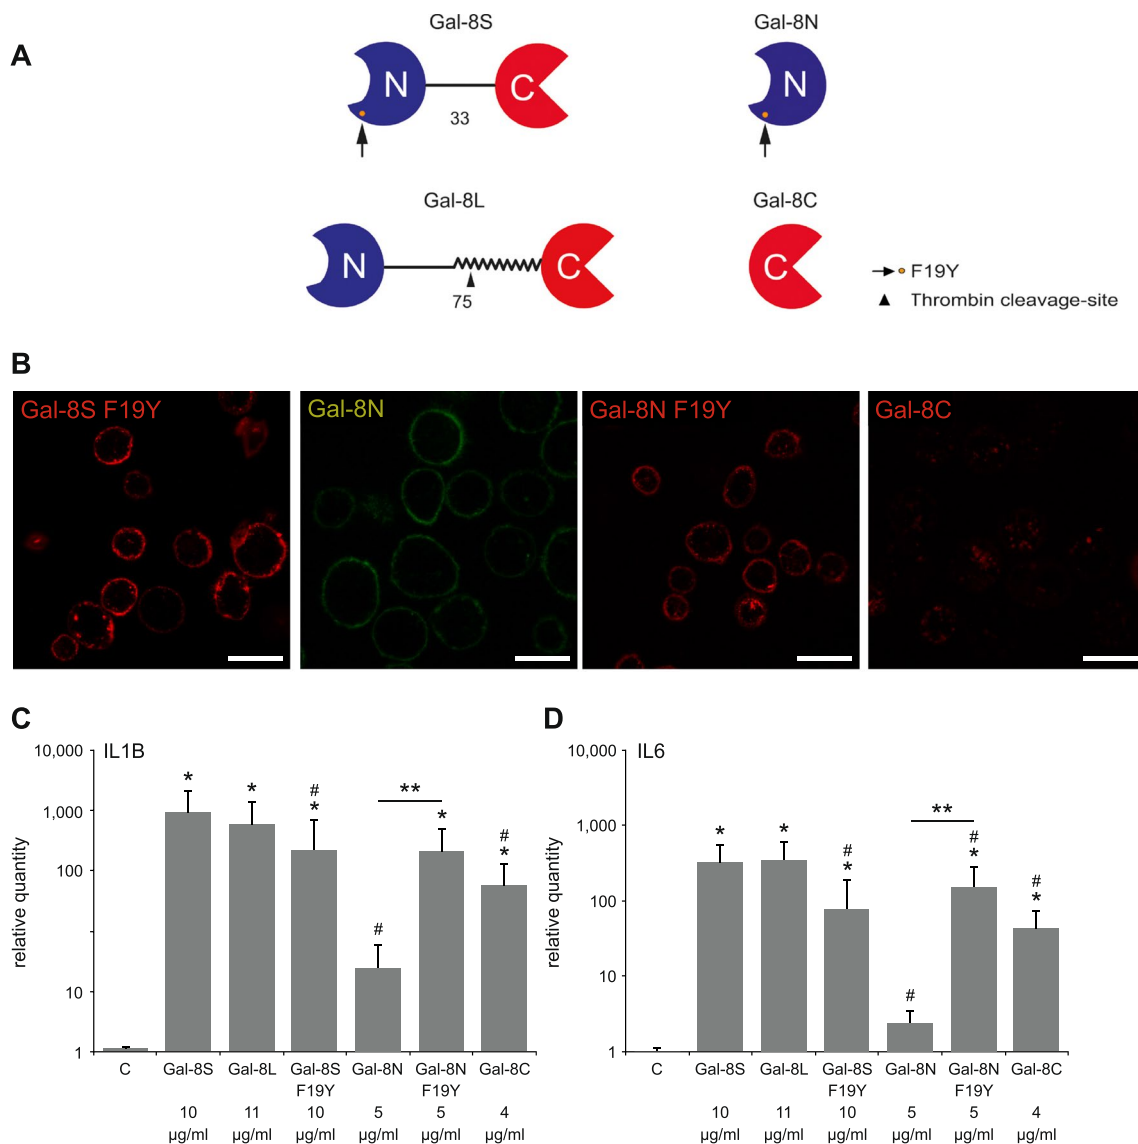 A
Gal-8S
Gal-8N
N
C
N
33
Gal-8L
Gal-8C
N
C
C
75
F19Y
Thrombin cleavage-site
B
Gal-8S F19Y
Gal-8N
Gal-8N F19Y
Gal-8C
C
IL1B
relative quantity
10,000
1,000
100
10
1
*
*
#
*
#
**
*
#
*
C
Gal-8S
Gal-8L
Gal-8S
F19Y
Gal-8N
Gal-8N
F19Y
Gal-8C
10
11
10
5
5
4
µg/ml
µg/ml
µg/ml
µg/ml
µg/ml
µg/ml
D
IL6
relative quantity
10,000
1,000
100
10
1
*
*
#
*
#
**
#
*
#
*
C
Gal-8S
Gal-8L
Gal-8S
F19Y
Gal-8N
Gal-8N
F19Y
Gal-8C
10
11
10
5
5
4
µg/ml
µg/ml
µg/ml
µg/ml
µg/ml
µg/ml